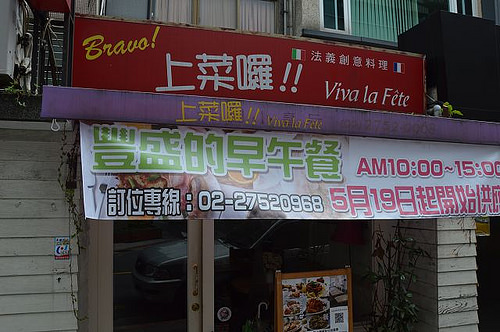 Bravo!
上菜囉!!
法義創意料理
Viva la Fête
上菜囉!! Viva la Fête
豐盛的早午餐
AM10:00~15:00
訂位專線：02-27520968
5月19日起開始供應